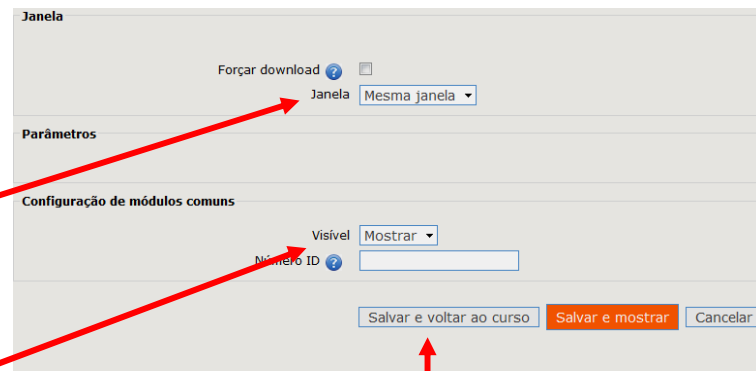 Janela
Forçar download ?
Janela Mesma janela
Parâmetros
Configuração de módulos comuns
Visível Mostrar
Número ID ?
Salvar e voltar ao curso Salvar e mostrar Cancelar